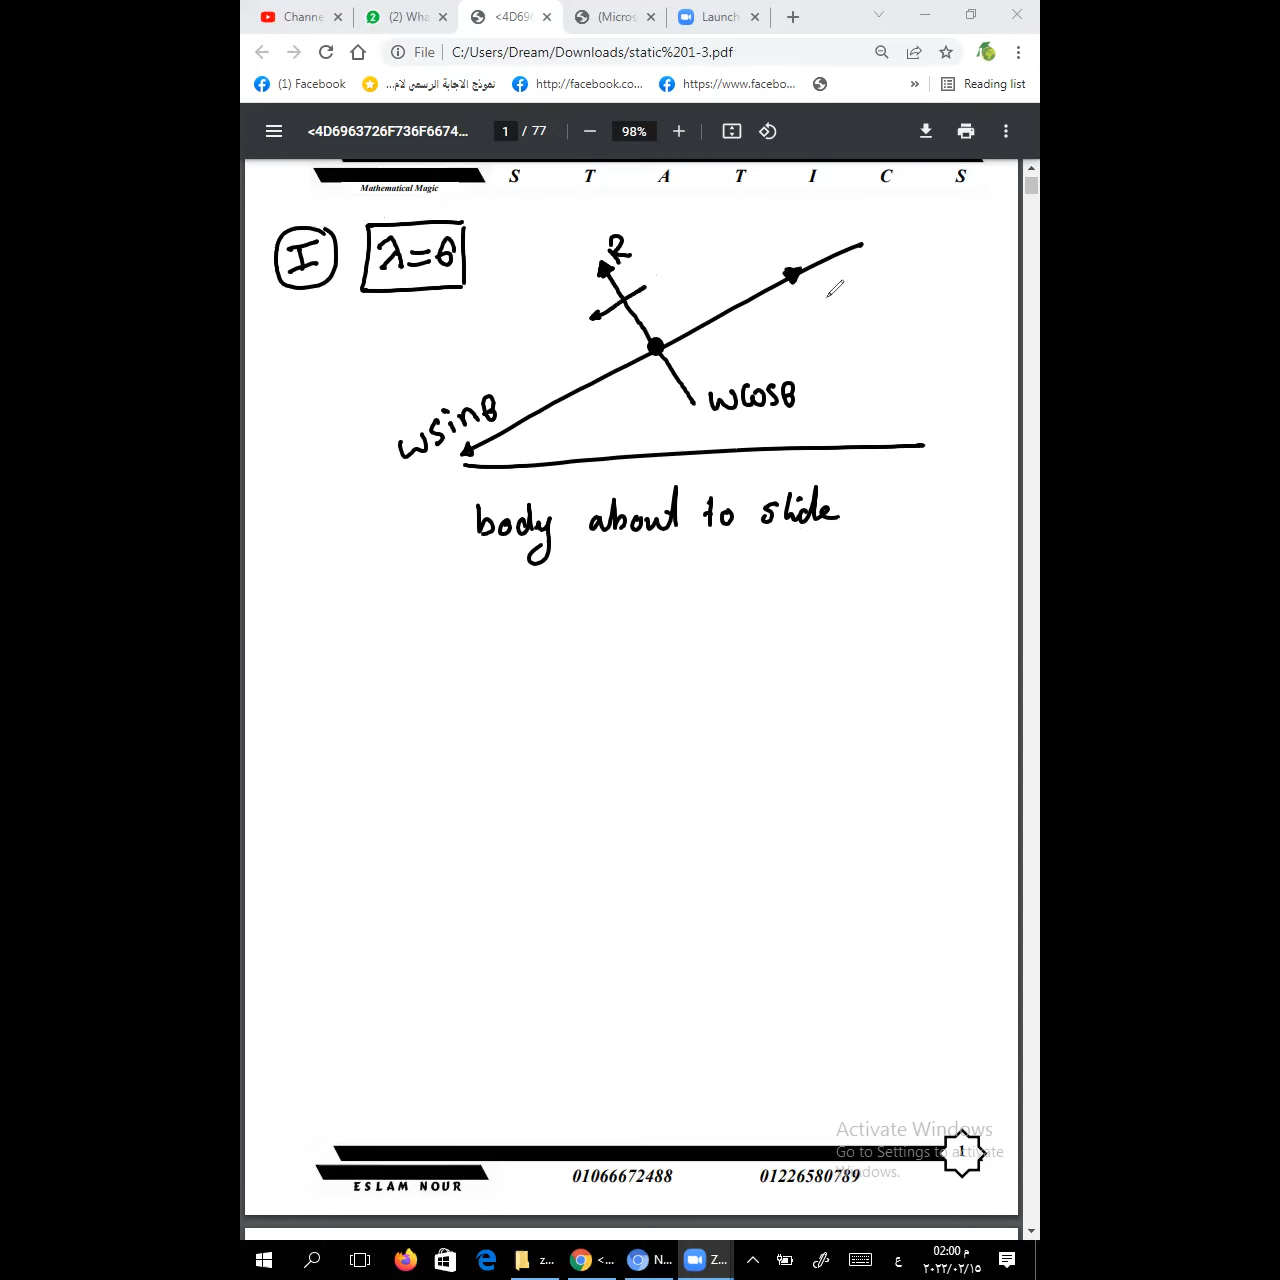 Channe
(2) Wha
<4D69
(Micros
Launch
File
C:/Users/Dream/Downloads/static%201-3.pdf
(1) Facebook
نموذج الاجابة الرسمى لام...
http://facebook.co...
https://www.facebo...
»
Reading list
<4D6963726F736F6674...
1 / 77
98%
Mathematical Magic
S T A T I C S
I
λ=θ
R
wsinθ
wcosθ
body about to slide
Activate Windows
Go to Settings to activate
Windows.
1
ESLAM NOUR
01066672488
01226580789
z...
<...
N...
Z...
ع
02:00 م
٢٠٢٢/٠٢/١٥